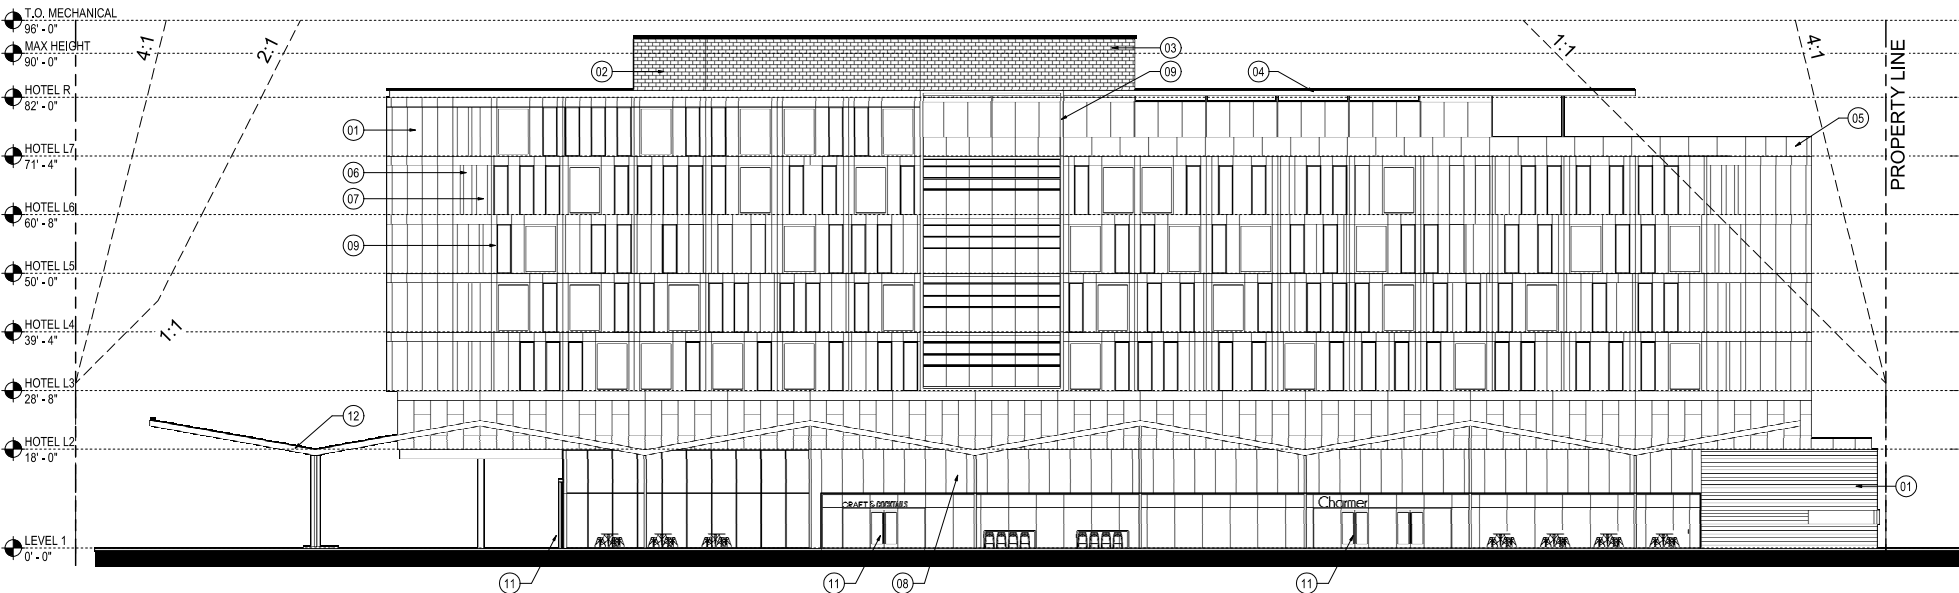 T.O. MECHANICAL
96' - 0"
MAX HEIGHT
90' - 0"
HOTEL R
82' - 0"
HOTEL L7
71' - 4"
HOTEL L6
60' - 8"
HOTEL L5
50' - 0"
HOTEL L4
39' - 4"
HOTEL L3
28' - 8"
HOTEL L2
18' - 0"
LEVEL 1
0' - 0"
4:1
2:1
1:1
1:1
4:1
PROPERTY LINE
03
02
09
04
01
05
06
07
09
12
01
CRAFT & COCKTAILS
Charmer
11
11
08
11